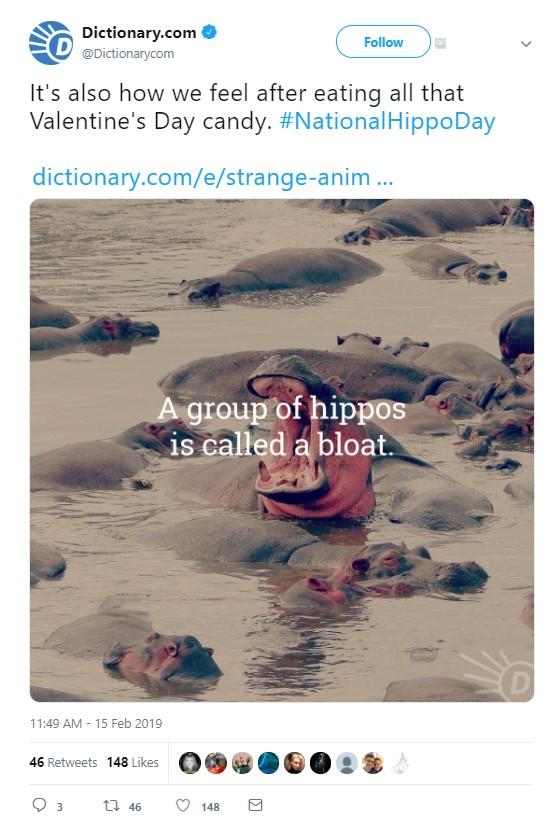 Dictionary.com
@Dictionarycom
Follow
It's also how we feel after eating all that
Valentine's Day candy. #NationalHippoDay
dictionary.com/e/strange-anim ...
A group of hippos
is called a bloat.
D
11:49 AM - 15 Feb 2019
46 Retweets 148 Likes
3 46 148